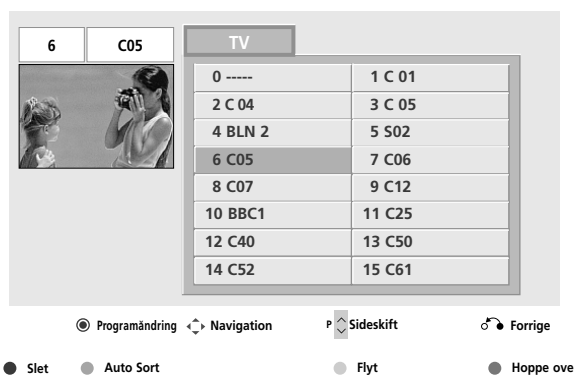 6 C05 TV
0 ----- 1 C 01
2 C 04 3 C 05
4 BLN 2 5 S02
6 C05 7 C06
8 C07 9 C12
10 BBC1 11 C25
12 C40 13 C50
14 C52 15 C61
Programändring Navigation P Sideskift Forrige
Slet Auto Sort Flyt Hoppe ove